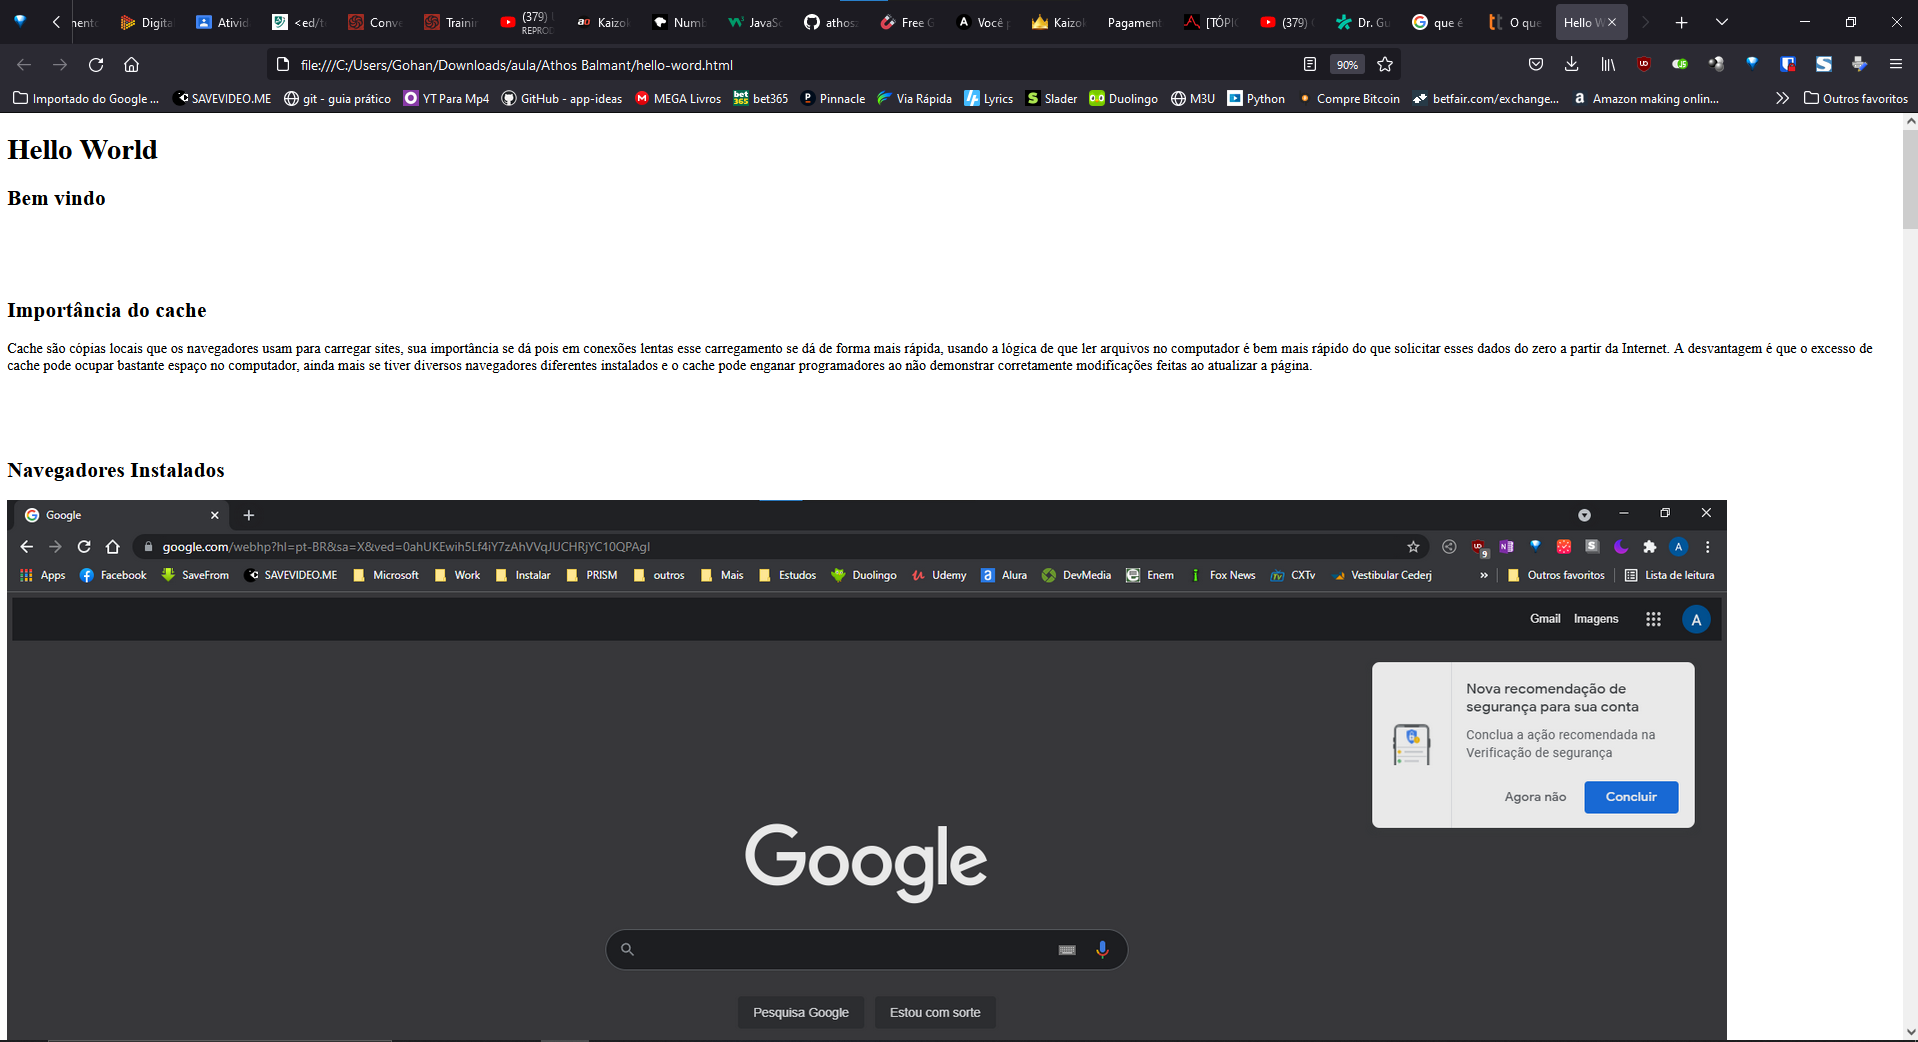 Digita
Ativid
<ed/t
Conve
Trainin
(379)
REPROD
Kaizok
Numb
JavaSc
athos
Free G
Você
Kaizok
Pagament
[TÓPIC
(379)
Dr. Gu
que é
O que
Hello W
file:///C:/Users/Gohan/Downloads/aula/Athos Balmant/hello-word.html
90%
Importado do Google ...
SAVEVIDEO.ME
git - guia prático
YT Para Mp4
GitHub - app-ideas
MEGA Livros
bet365
Pinnacle
Via Rápida
Lyrics
Slader
Duolingo
M3U
Python
Compre Bitcoin
betfair.com/exchange...
Amazon making onlin...
Outros favoritos
Hello World
Bem vindo
Importância do cache
Cache são cópias locais que os navegadores usam para carregar sites, sua importância se dá pois em conexões lentas esse carregamento se dá de forma mais rápida, usando a lógica de que ler arquivos no computador é bem mais rápido do que solicitar esses dados do zero a partir da Internet. A desvantagem é que o excesso de
cache pode ocupar bastante espaço no computador, ainda mais se tiver diversos navegadores diferentes instalados e o cache pode enganar programadores ao não demonstrar corretamente modificações feitas ao atualizar a página.
Navegadores Instalados
Google
google.com/webhp?hl=pt-BR&sa=X&ved=0ahUKEwih5Lf4iY7zAhVVqJUCHRjYC10QPAgI
9
A
Apps
Facebook
SaveFrom
SAVEVIDEO.ME
Microsoft
Work
Instalar
PRISM
outros
Mais
Estudos
Duolingo
Udemy
Alura
DevMedia
Enem
Fox News
CXTv
Vestibular Cederj
»
Outros favoritos
Lista de leitura
Gmail
Imagens
A
Nova recomendação de
segurança para sua conta
Conclua a ação recomendada na
Verificação de segurança
Agora não
Concluir
Google
Pesquisa Google
Estou com sorte